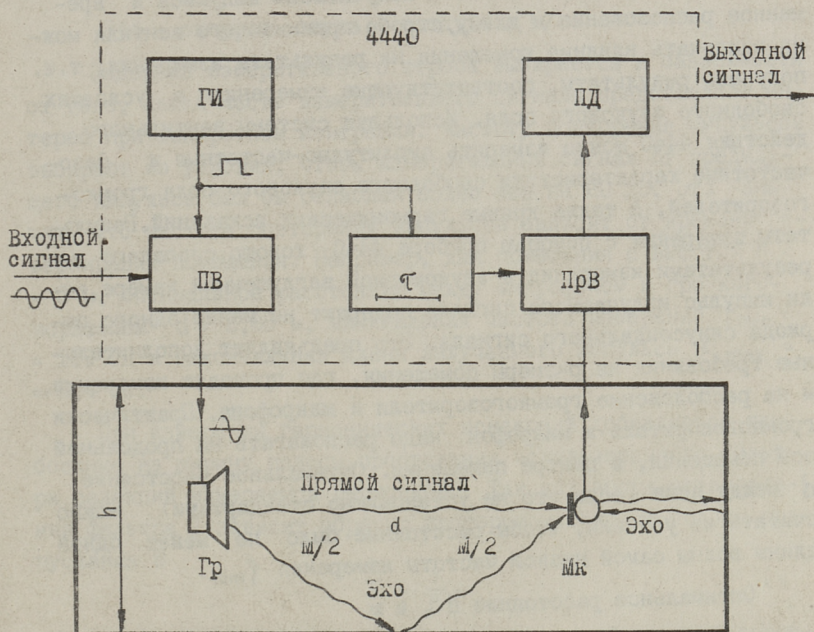 4440
Выходной
сигнал
ГИ
ПД
Входной
сигнал
ПВ
τ
ПрВ
h
Прямой сигнал
d
М/2
М/2
Эхо
Гр
Эхо
Мк